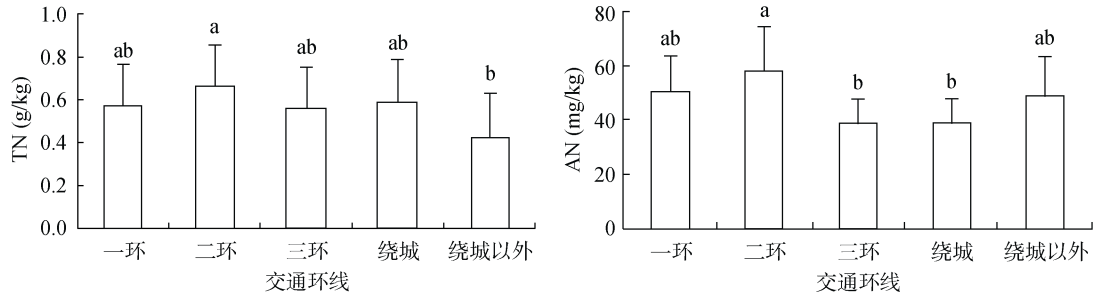 TN (g/kg)
1.0
0.8
0.6
0.4
0.2
0.0
ab
a
ab
ab
b
一环
二环
三环
绕城
绕城以外
交通环线
AN (mg/kg)
80
60
40
20
0
ab
a
b
b
ab
一环
二环
三环
绕城
绕城以外
交通环线